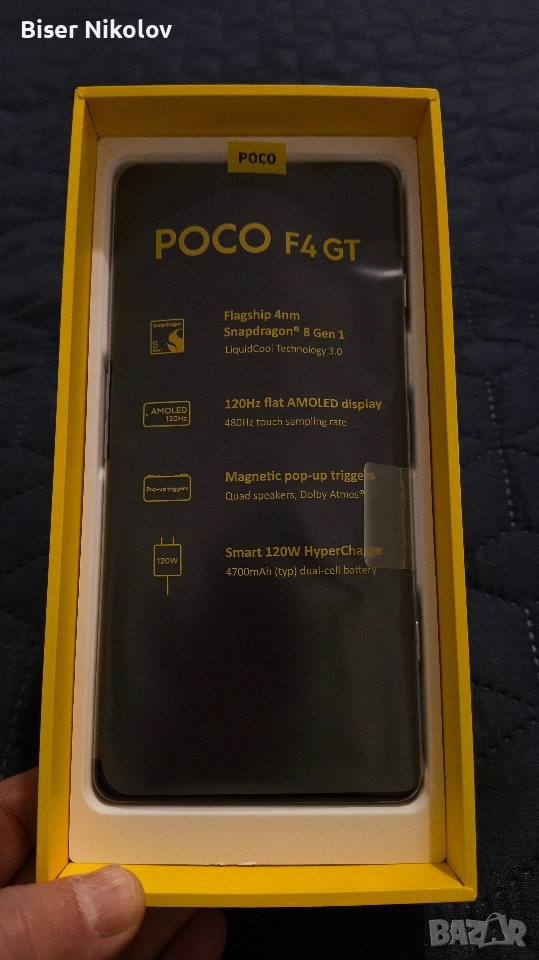 Biser Nikolov
POCO
POCO F4 GT
Snapdragon
Flagship 4nm
Snapdragon® 8 Gen 1
LiquidCool Technology 3.0
AMOLED
120Hz
120Hz flat AMOLED display
480Hz touch sampling rate
Pop-up triggers
Magnetic pop-up triggers
Quad speakers, Dolby Atmos®
120W
Smart 120W HyperCharge
4700mAh (typ) dual-cell battery
BAZAR